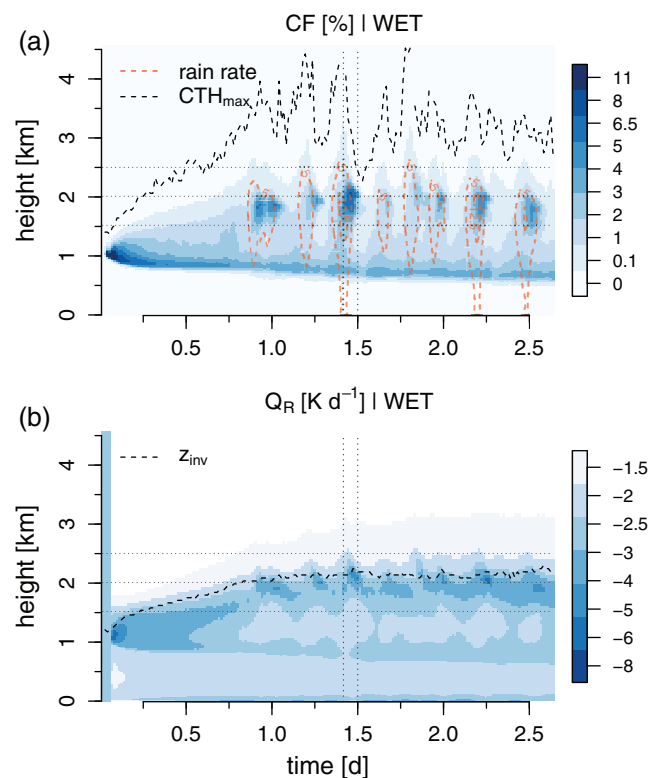 (a)
CF [%] | WET
rain rate
CTHmax
height [km]
4
3
2
1
0
0.5 1.0 1.5 2.0 2.5
11
8
6.5
5
4
3
2
1
0.1
0
(b)
QR [K d−1] | WET
zinv
height [km]
4
3
2
1
0
0.5 1.0 1.5 2.0 2.5
time [d]
−1.5
−2
−2.5
−3
−4
−5
−6
−8